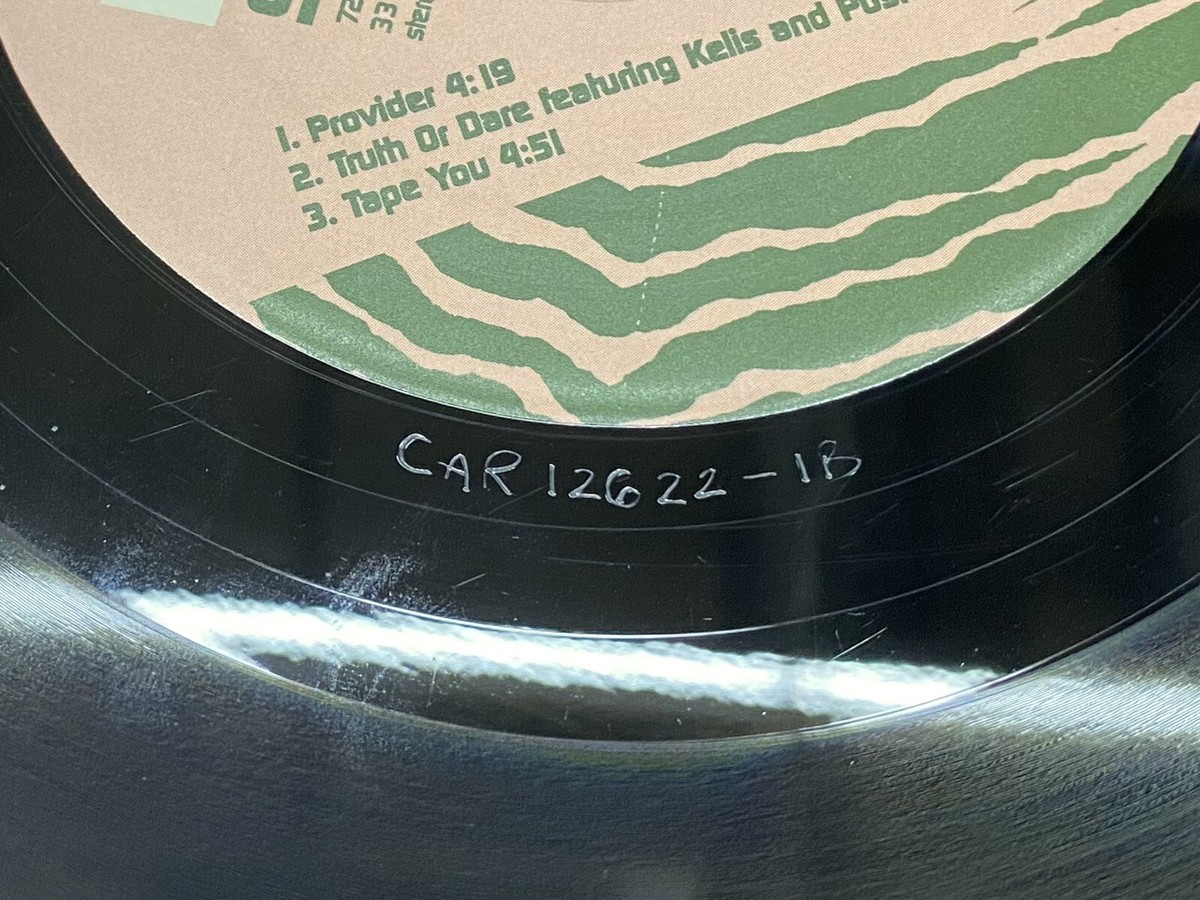 33
1. Provider 4:19
2. Truth Or Dare featuring Kelis and
3. Tape You 4:51
CAR 12622-1B